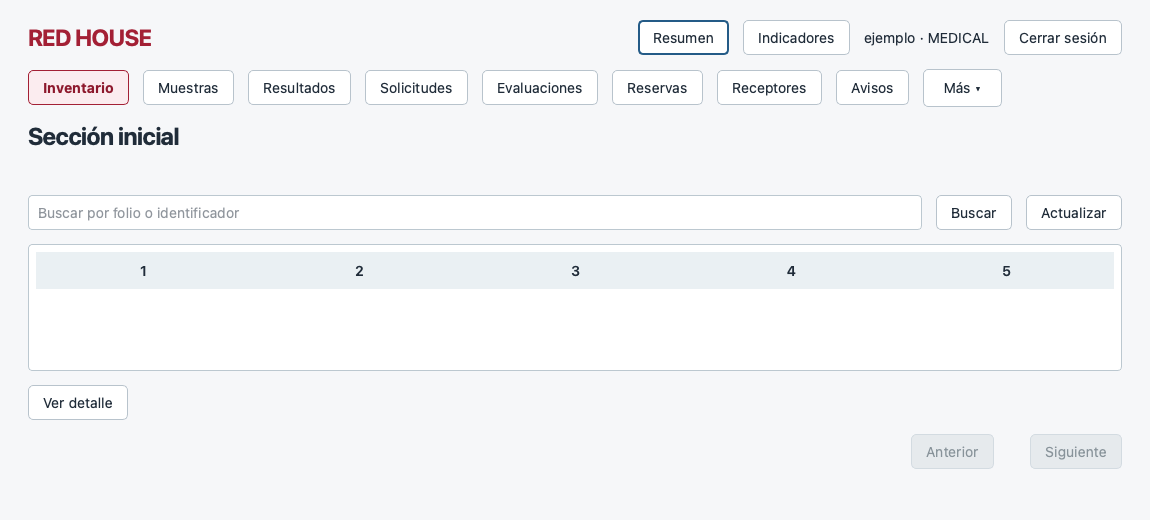 RED HOUSE
Resumen
Indicadores
ejemplo · MEDICAL
Cerrar sesión
Inventario
Muestras
Resultados
Solicitudes
Evaluaciones
Reservas
Receptores
Avisos
Más ▾
Sección inicial
Buscar por folio o identificador
Buscar
Actualizar
1 2 3 4 5
Ver detalle
Anterior
Siguiente